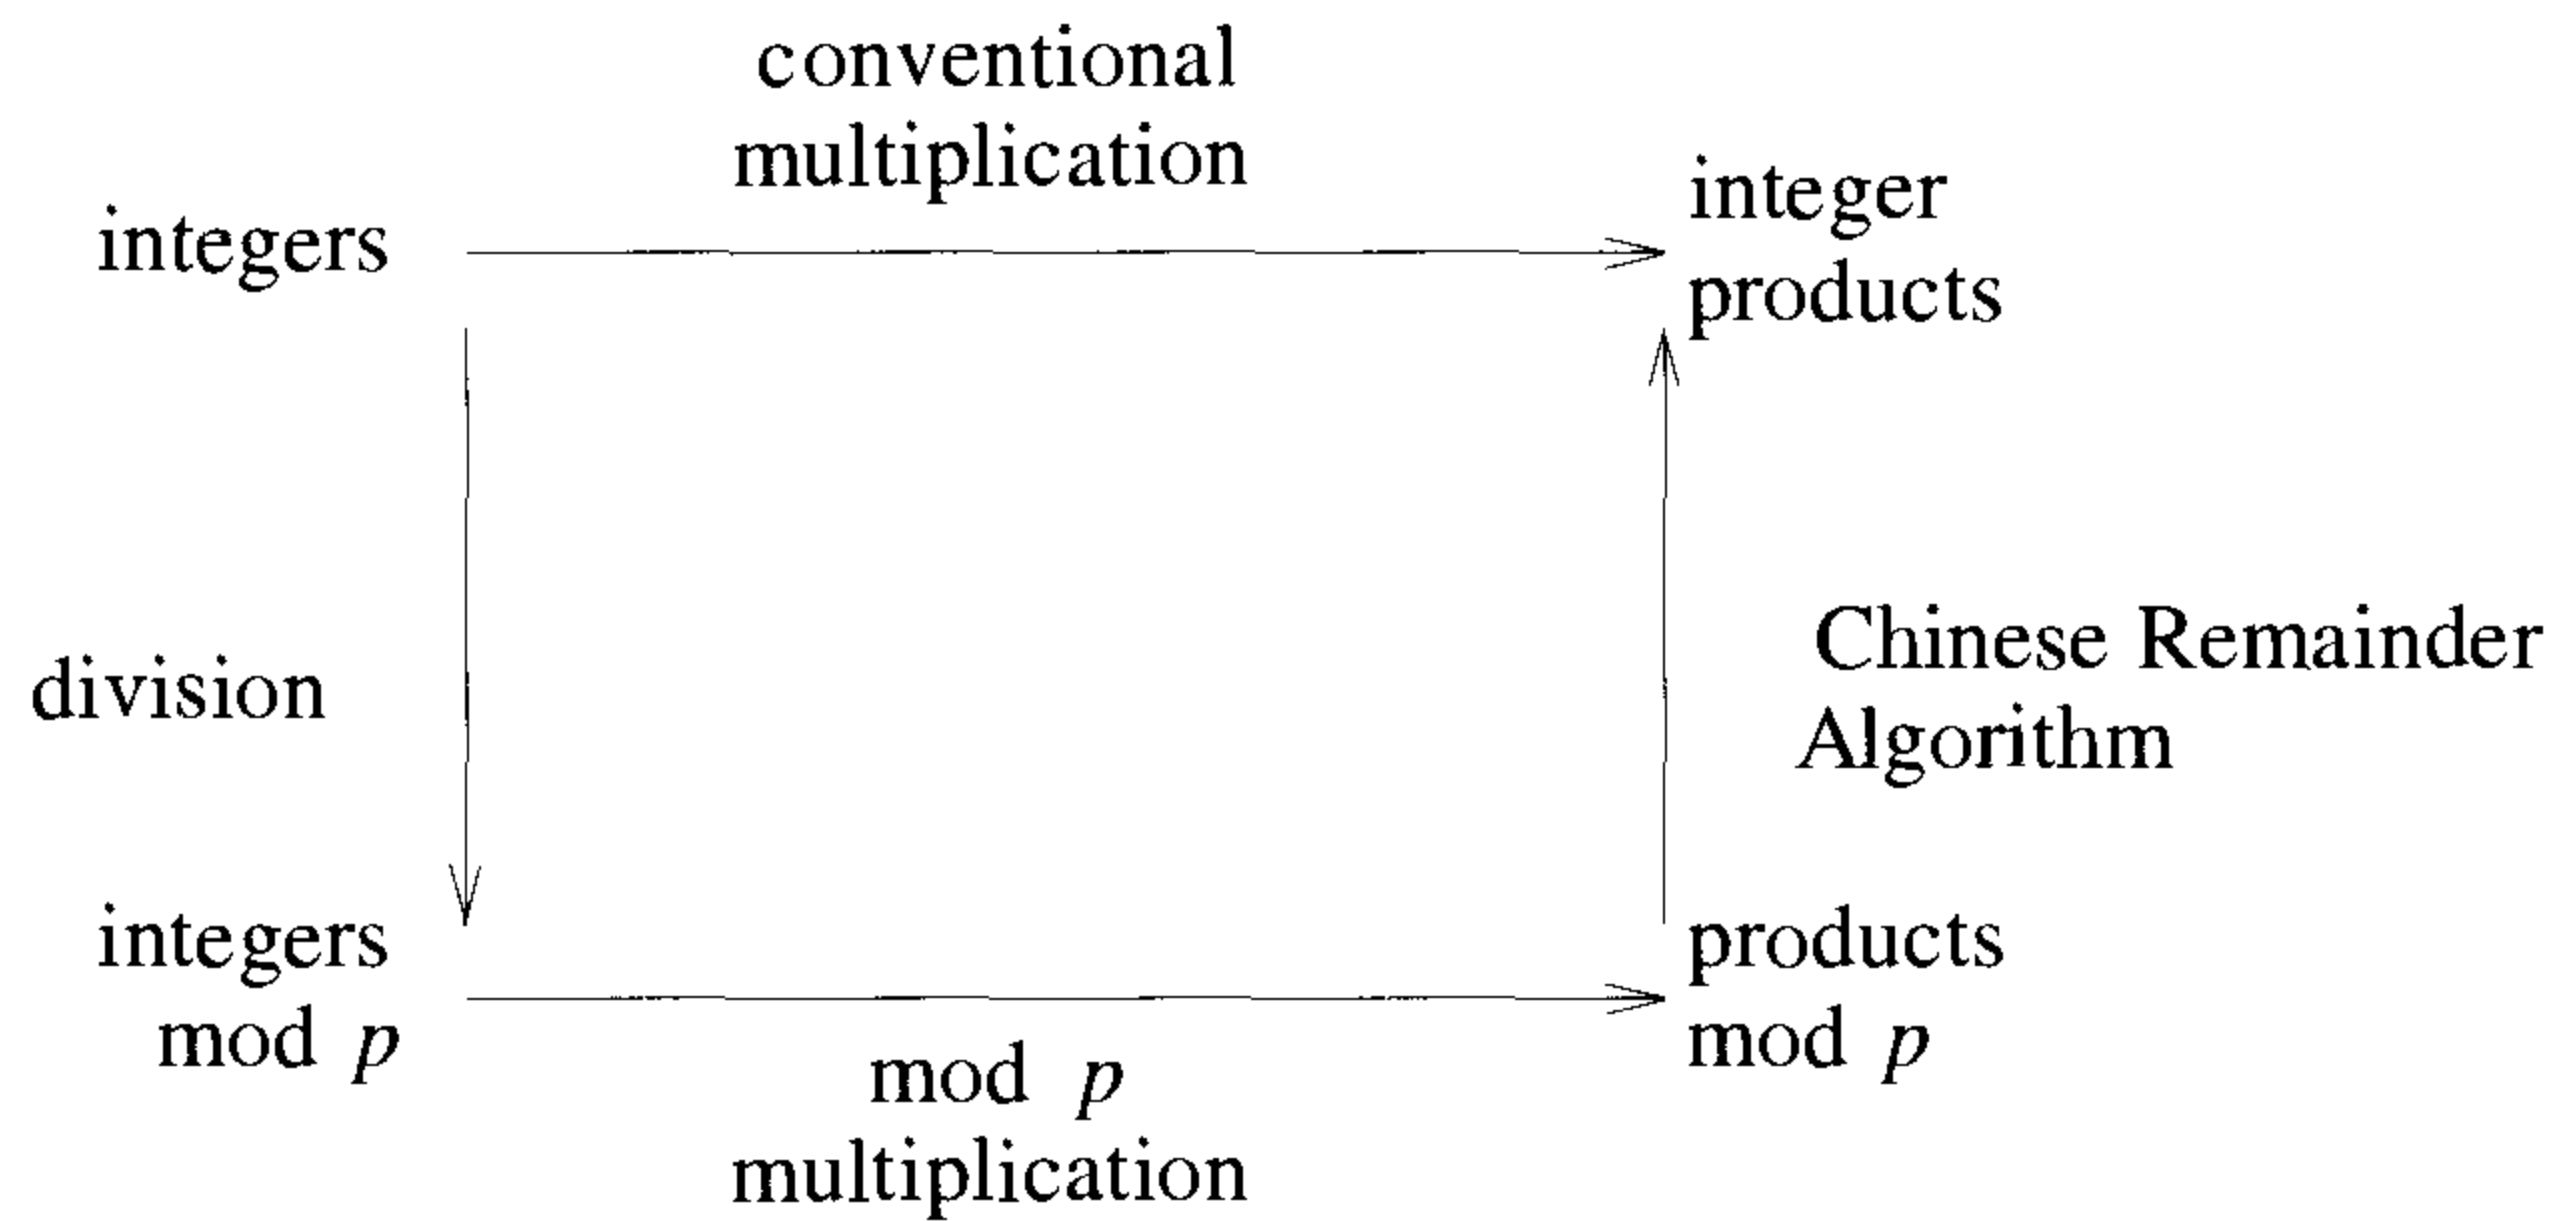 conventional
multiplication
integers
integer
products
division
Chinese Remainder
Algorithm
integers
mod p
products
mod p
mod p
multiplication